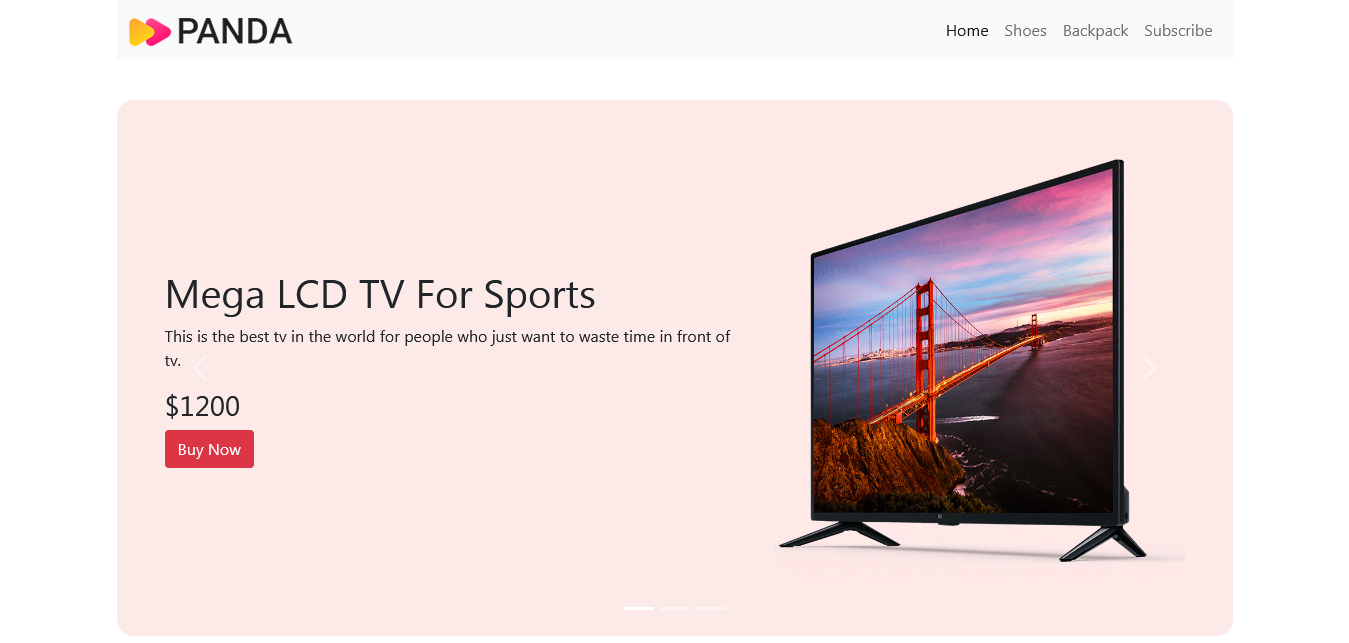 PANDA
Home Shoes Backpack Subscribe
Mega LCD TV For Sports
This is the best tv in the world for people who just want to waste time in front of
tv.
$1200
Buy Now